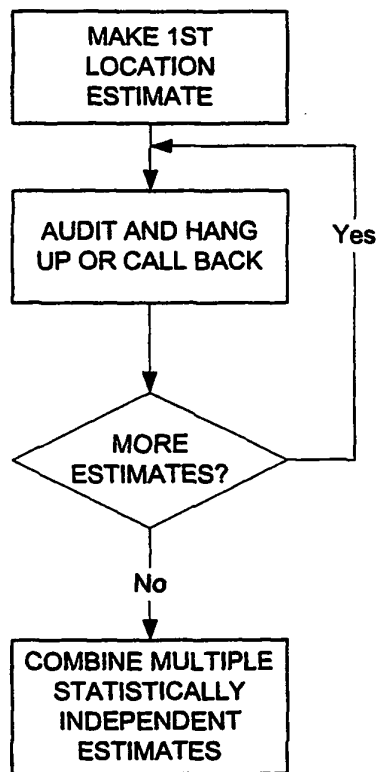 MAKE 1ST
LOCATION
ESTIMATE
AUDIT AND HANG
UP OR CALL BACK
Yes
MORE
ESTIMATES?
No
COMBINE MULTIPLE
STATISTICALLY
INDEPENDENT
ESTIMATES